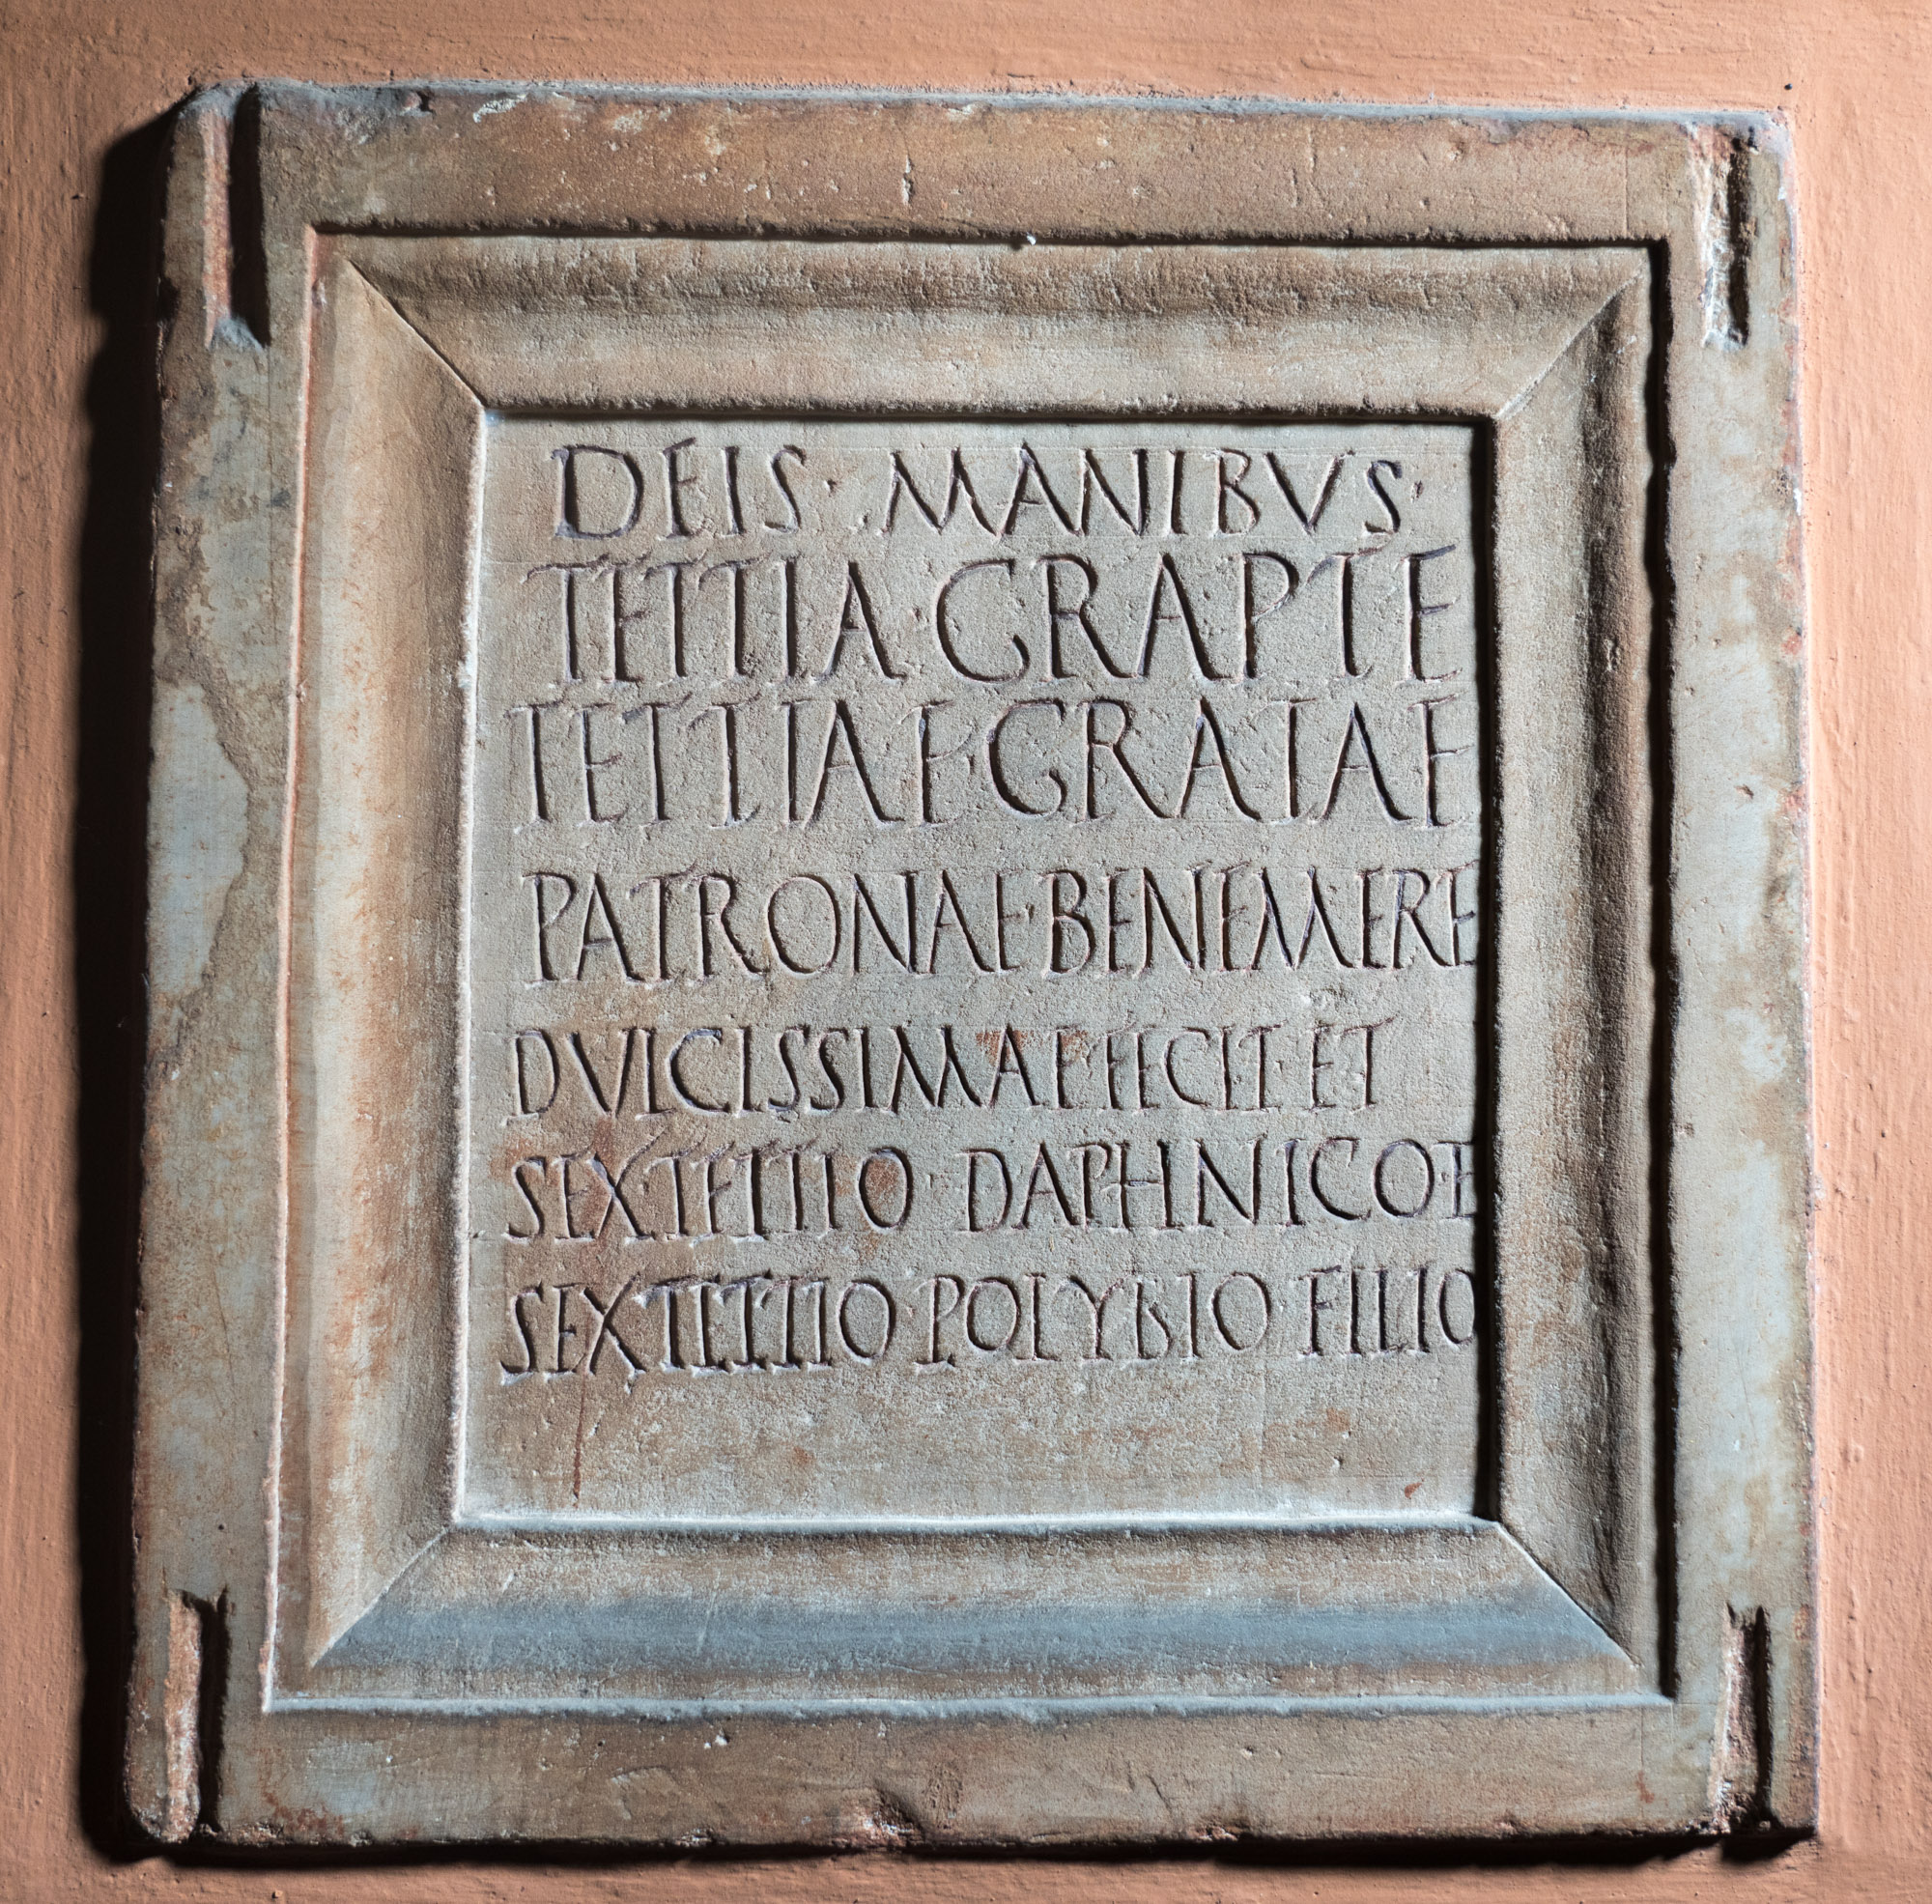 DEIS · MANIBVS ·
TETTIA · GRAPTE
TETTIAE · GRATAE
PATRONAE · BENEMERE
DVLCISSIMAE FECIT ET
SEX TETTIO · DAPHNICO E
SEX TETTIO POLYBIO FILIO